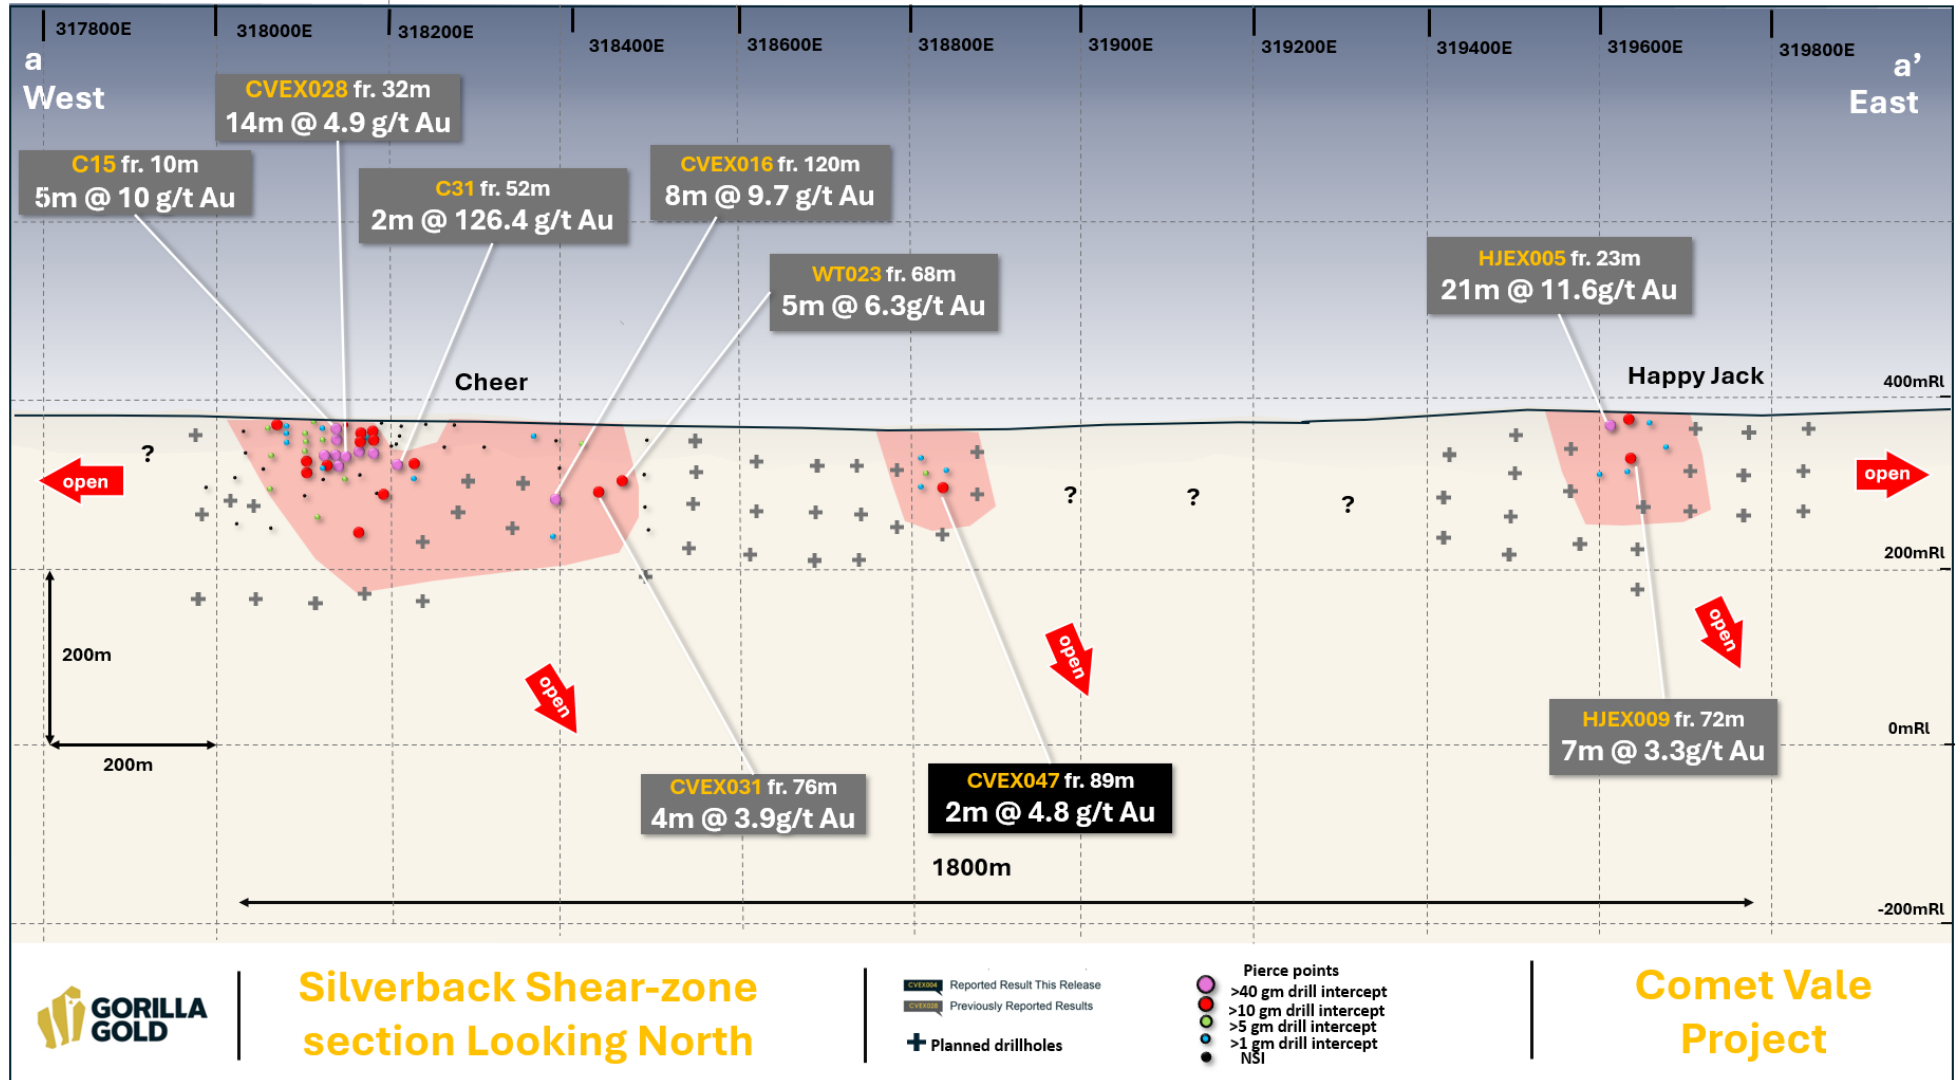 317800E
318000E
318200E
318400E
318600E
318800E
31900E
319200E
319400E
319600E
319800E
a
West
a'
East
CVEX028 fr. 32m
14m @ 4.9 g/t Au
C15 fr. 10m
5m @ 10 g/t Au
C31 fr. 52m
2m @ 126.4 g/t Au
CVEX016 fr. 120m
8m @ 9.7 g/t Au
WT023 fr. 68m
5m @ 6.3g/t Au
HJEX005 fr. 23m
21m @ 11.6g/t Au
Cheer
Happy Jack
400mRl
?
open
? ? ?
open
200mRl
200m
200m
open
open
open
0mRl
HJEX009 fr. 72m
7m @ 3.3g/t Au
CVEX031 fr. 76m
4m @ 3.9g/t Au
CVEX047 fr. 89m
2m @ 4.8 g/t Au
1800m
-200mRl
GORILLA
GOLD
Silverback Shear-zone
section Looking North
CVEX004 Reported Result This Release
CVEX028 Previously Reported Results
Planned drillholes
Pierce points
>40 gm drill intercept
>10 gm drill intercept
>5 gm drill intercept
>1 gm drill intercept
NSI
Comet Vale
Project